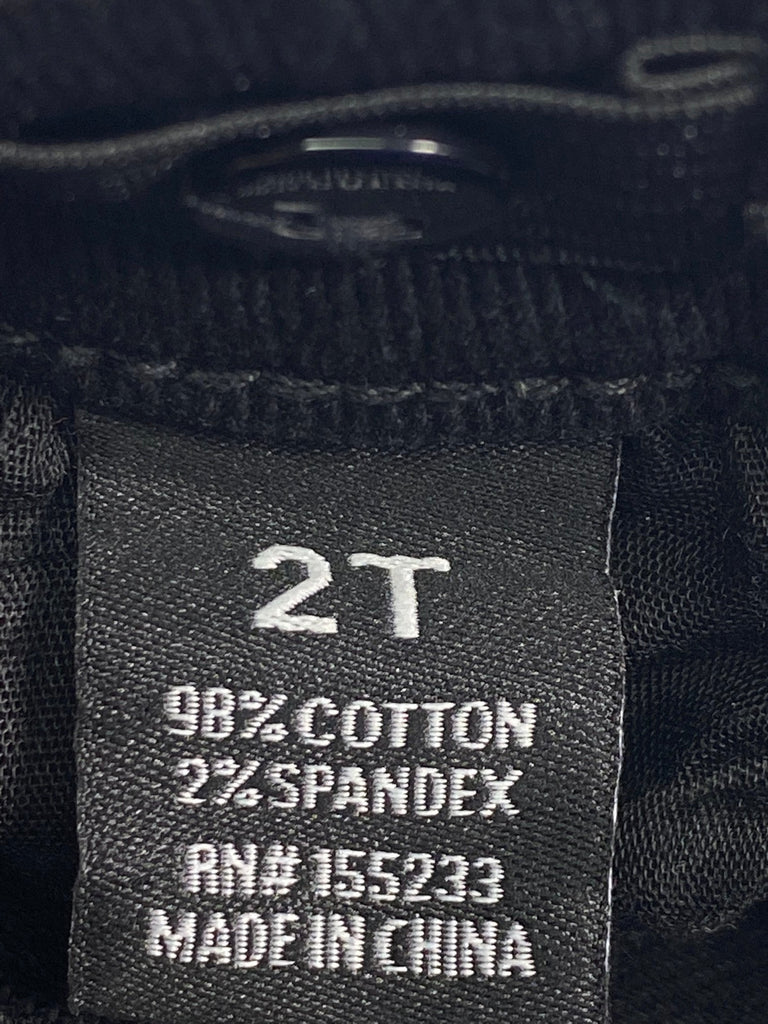 2T
98% COTTON
2% SPANDEX
RN# 155233
MADE IN CHINA